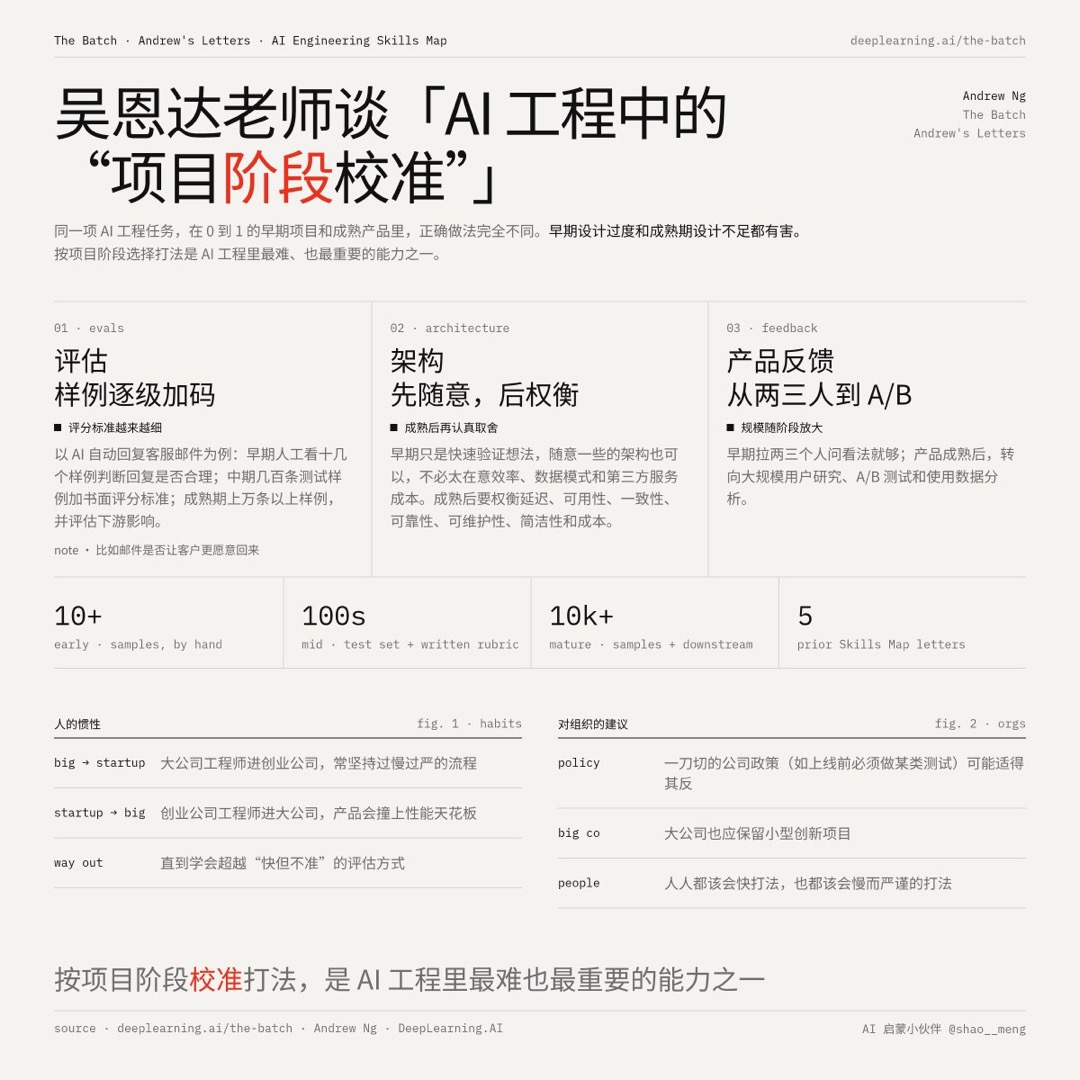 The Batch · Andrew's Letters · AI Engineering Skills Map
deeplearning.ai/the-batch
吴恩达老师谈「AI 工程中的
“项目阶段校准”」
Andrew Ng
The Batch
Andrew's Letters
同一项 AI 工程任务，在 0 到 1 的早期项目和成熟产品里，正确做法完全不同。早期设计过度和成熟期设计不足都有害。
按项目阶段选择打法是 AI 工程里最难、也最重要的能力之一。
01 · evals
评估
样例逐级加码
■ 评分标准越来越细
以 AI 自动回复客服邮件为例：早期人工看十几
个样例判断回复是否合理；中期几百条测试样
例加书面评分标准；成熟期上万条以上样例，
并评估下游影响。
note · 比如邮件是否让客户更愿意回来
02 · architecture
架构
先随意，后权衡
■ 成熟后再认真取舍
早期只是快速验证想法，随意一些的架构也可
以，不必太在意效率、数据模式和第三方服务
成本。成熟后要权衡延迟、可用性、一致性、
可靠性、可维护性、简洁性和成本。
03 · feedback
产品反馈
从两三人到 A/B
■ 规模随阶段放大
早期拉两三个人问看法就够；产品成熟后，转
向大规模用户研究、A/B 测试和使用数据分
析。
10+
early · samples, by hand
100s
mid · test set + written rubric
10k+
mature · samples + downstream
5
prior Skills Map letters
人的惯性
fig. 1 · habits
big → startup 大公司工程师进创业公司，常坚持过慢过严的流程
startup → big 创业公司工程师进大公司，产品会撞上性能天花板
way out 直到学会超越“快但不准”的评估方式
对组织的建议
fig. 2 · orgs
policy 一刀切的公司政策（如上线前必须做某类测试）可能适得
其反
big co 大公司也应保留小型创新项目
people 人人都该会快打法，也都该会慢而严谨的打法
按项目阶段校准打法，是 AI 工程里最难也最重要的能力之一
source · deeplearning.ai/the-batch · Andrew Ng · DeepLearning.AI
AI 启蒙小伙伴 @shao__meng